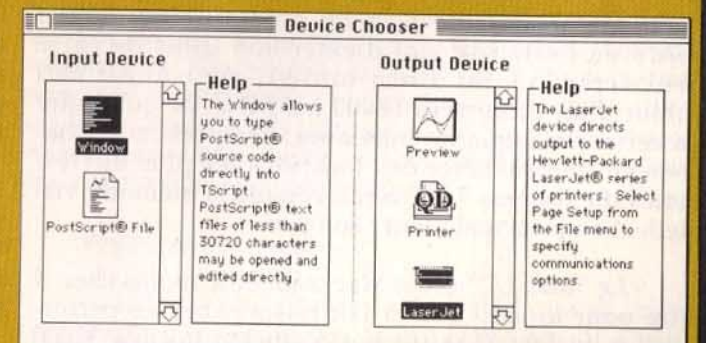 Device Chooser
Input Device
Window
PostScript® File
Help
The Window allows
you to type
PostScript®
source code
directly into
TScript.
PostScript® text
files of less than
30720 characters
may be opened and
edited directly.
Output Device
Preview
QD
Printer
LaserJet
Help
The LaserJet
device directs
output to the
Hewlett-Packard
LaserJet® series
of printers; Select
Page Setup from
the File menu to
specify
communications
options.